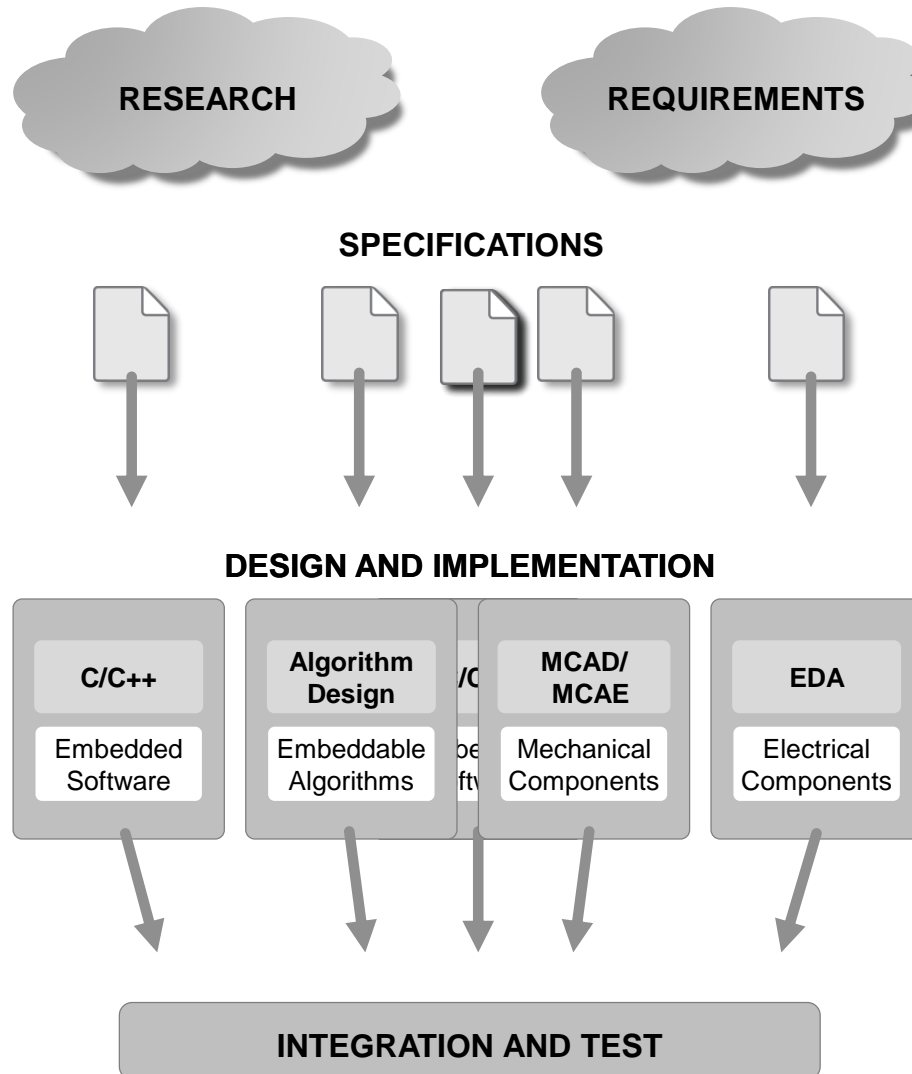 RESEARCH
REQUIREMENTS
SPECIFICATIONS
DESIGN AND IMPLEMENTATION
C/C++
Embedded
Software
Algorithm
Design
Embeddable
Algorithms
MCAD/
MCAE
Mechanical
Components
EDA
Electrical
Components
INTEGRATION AND TEST